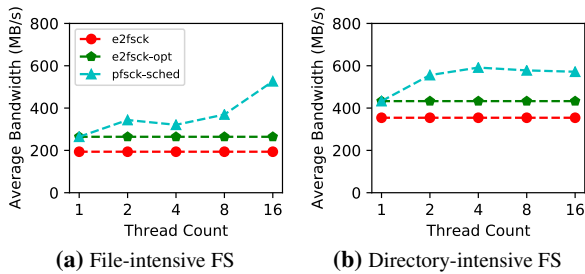 800
600
400
200
0
Average Bandwidth (MB/s)
e2fsck
e2fsck-opt
pfsck-sched
1 2 4 8 16
Thread Count
(a) File-intensive FS
800
600
400
200
0
Average Bandwidth (MB/s)
1 2 4 8 16
Thread Count
(b) Directory-intensive FS